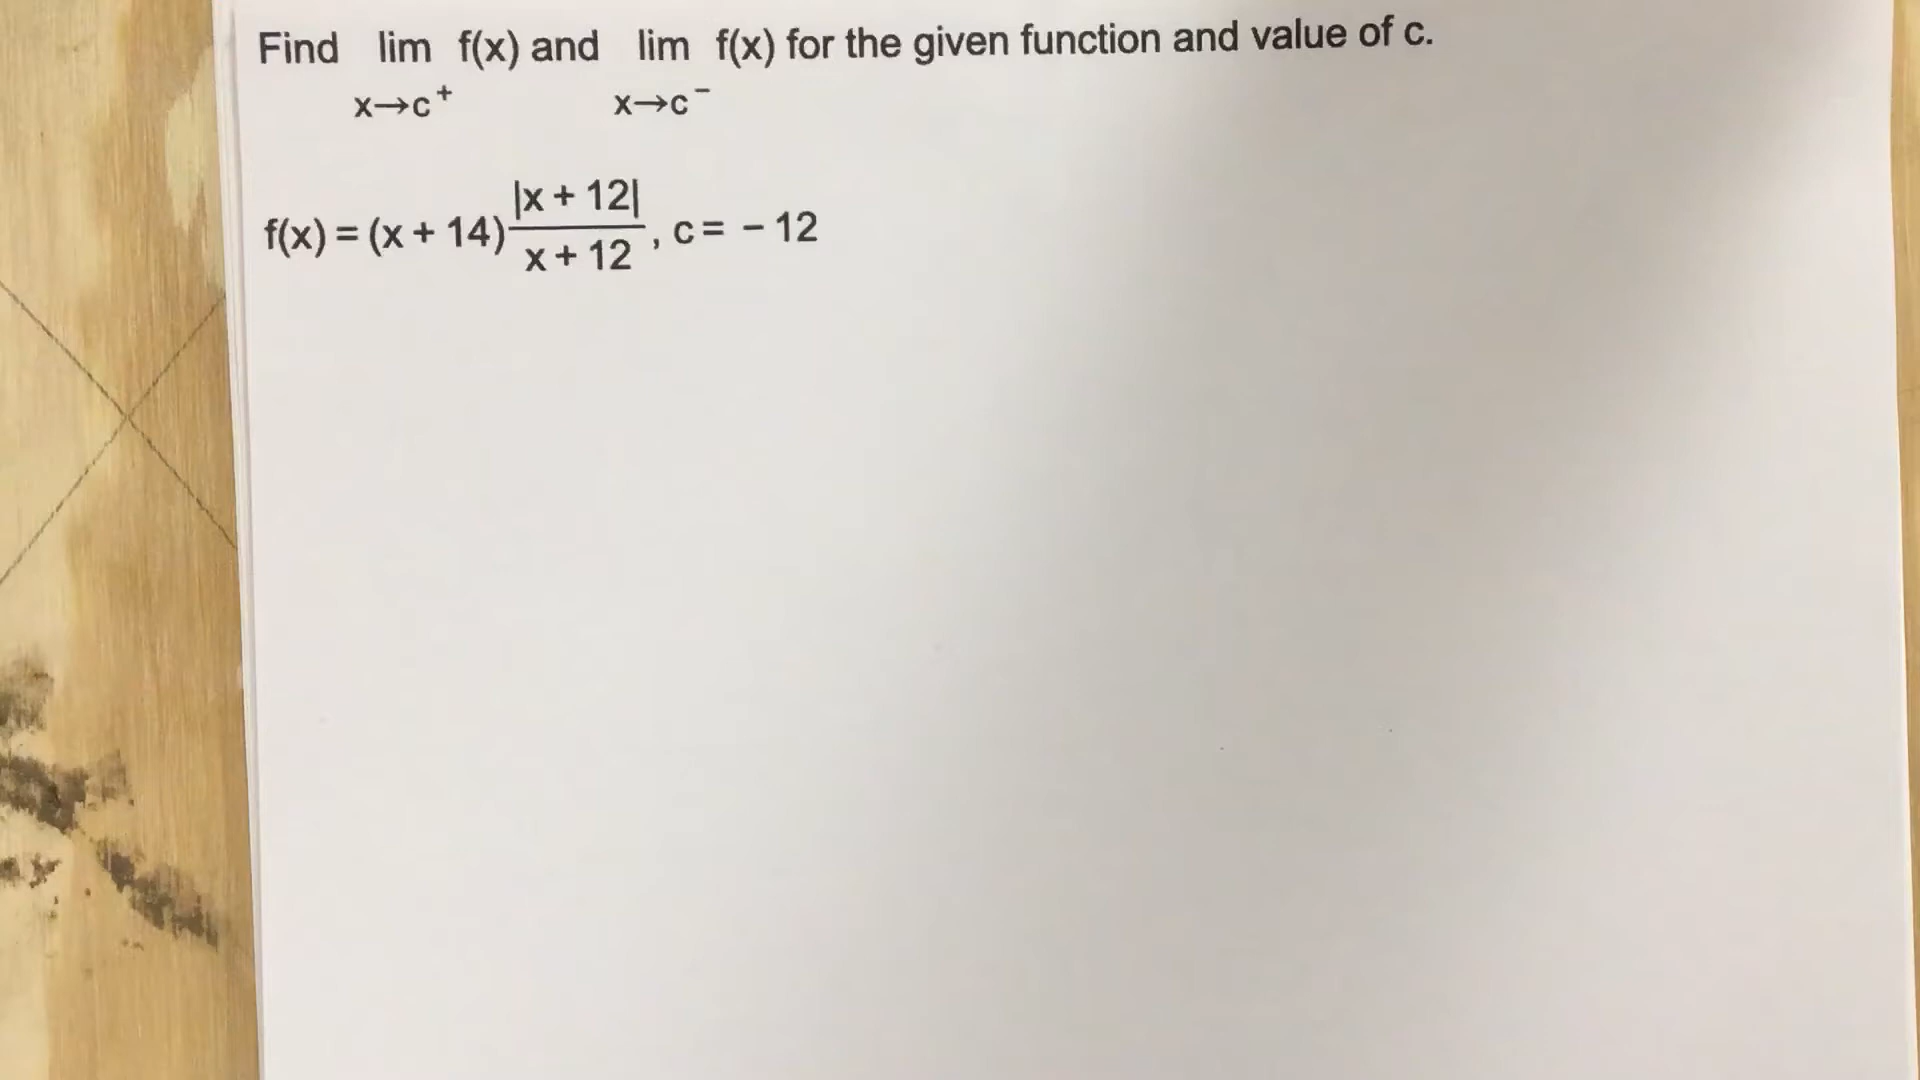 Find lim f(x) and lim f(x) for the given function and value of c.
x→c⁺ x→c⁻
f(x) = (x + 14) |x + 12| / x + 12 , c = − 12